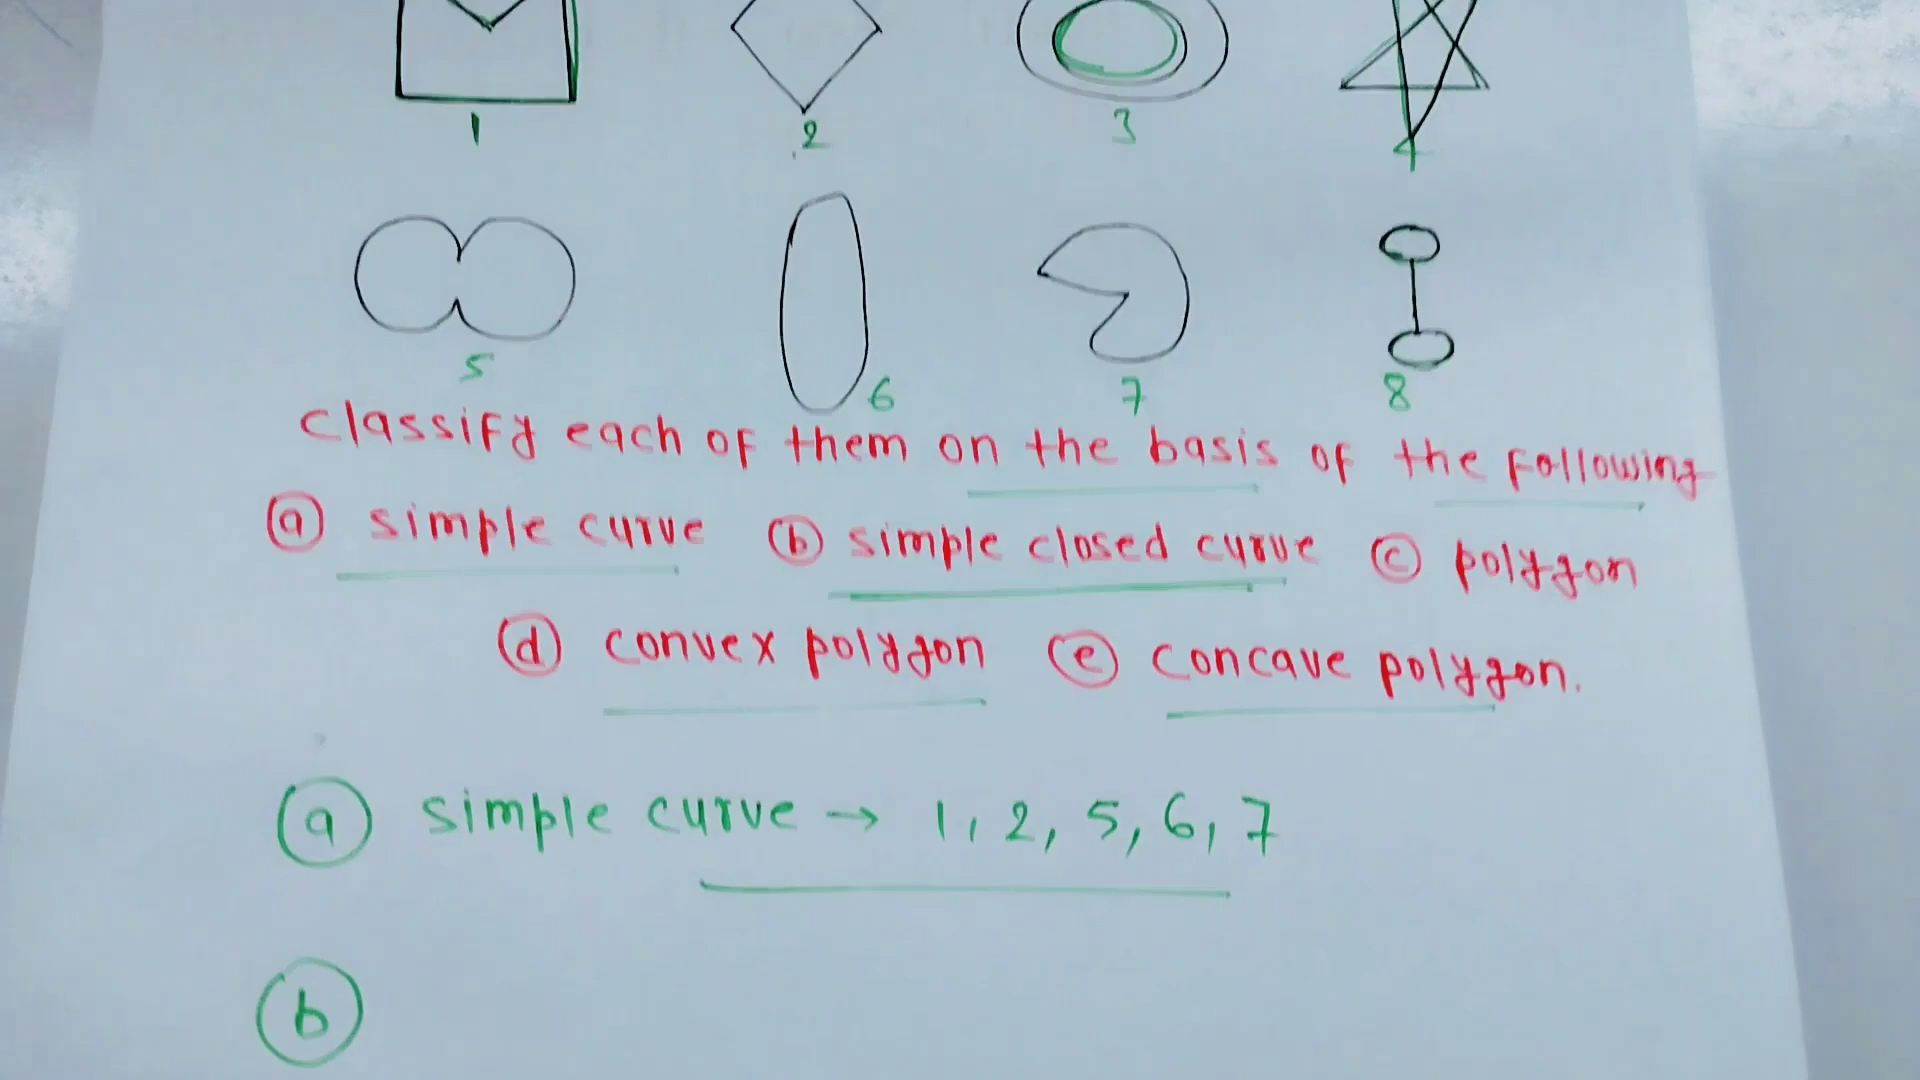 1 2 3 4
5 6 7 8
classify each of them on the basis of the following
(a) simple curve (b) simple closed curve (c) polygon
(d) convex polygon (e) concave polygon.
(a) simple curve → 1, 2, 5, 6, 7
(b)